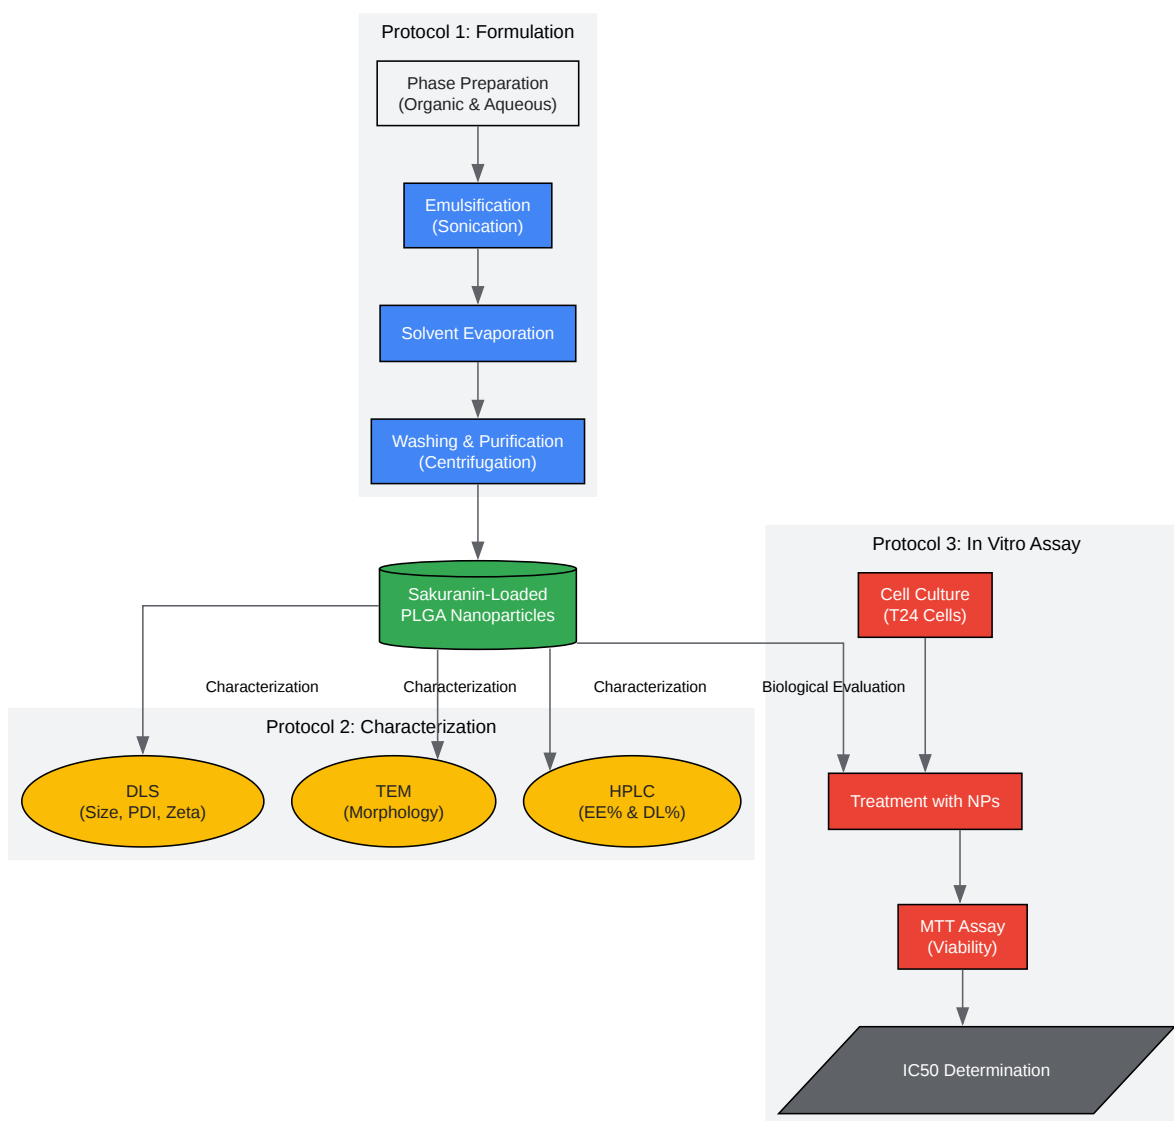 Protocol 1: Formulation
Phase Preparation
(Organic & Aqueous)
Emulsification
(Sonication)
Solvent Evaporation
Washing & Purification
(Centrifugation)
Sakuranin-Loaded
PLGA Nanoparticles
Protocol 3: In Vitro Assay
Cell Culture
(T24 Cells)
Characterization
Characterization
Characterization
Biological Evaluation
Protocol 2: Characterization
DLS
(Size, PDI, Zeta)
TEM
(Morphology)
HPLC
(EE% & DL%)
Treatment with NPs
MTT Assay
(Viability)
IC50 Determination